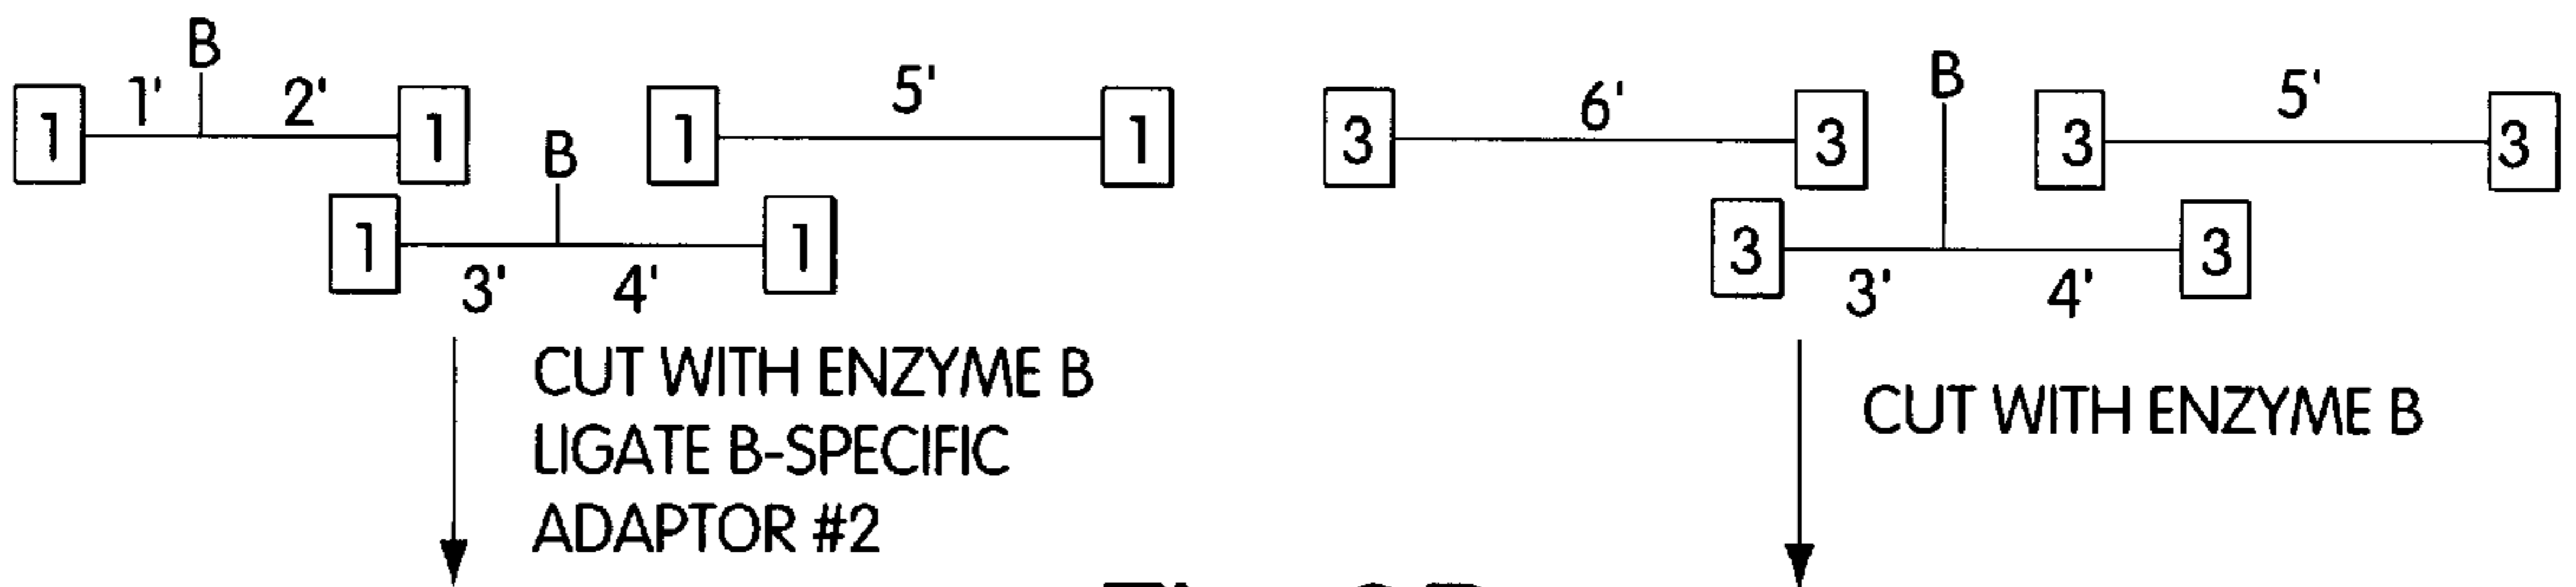 B
1' 2'
1 1
5'
1 1
B
1 1
3' 4'
CUT WITH ENZYME B
LIGATE B-SPECIFIC
ADAPTOR #2
6'
3 3
B
5'
3 3
3 3
3' 4'
CUT WITH ENZYME B